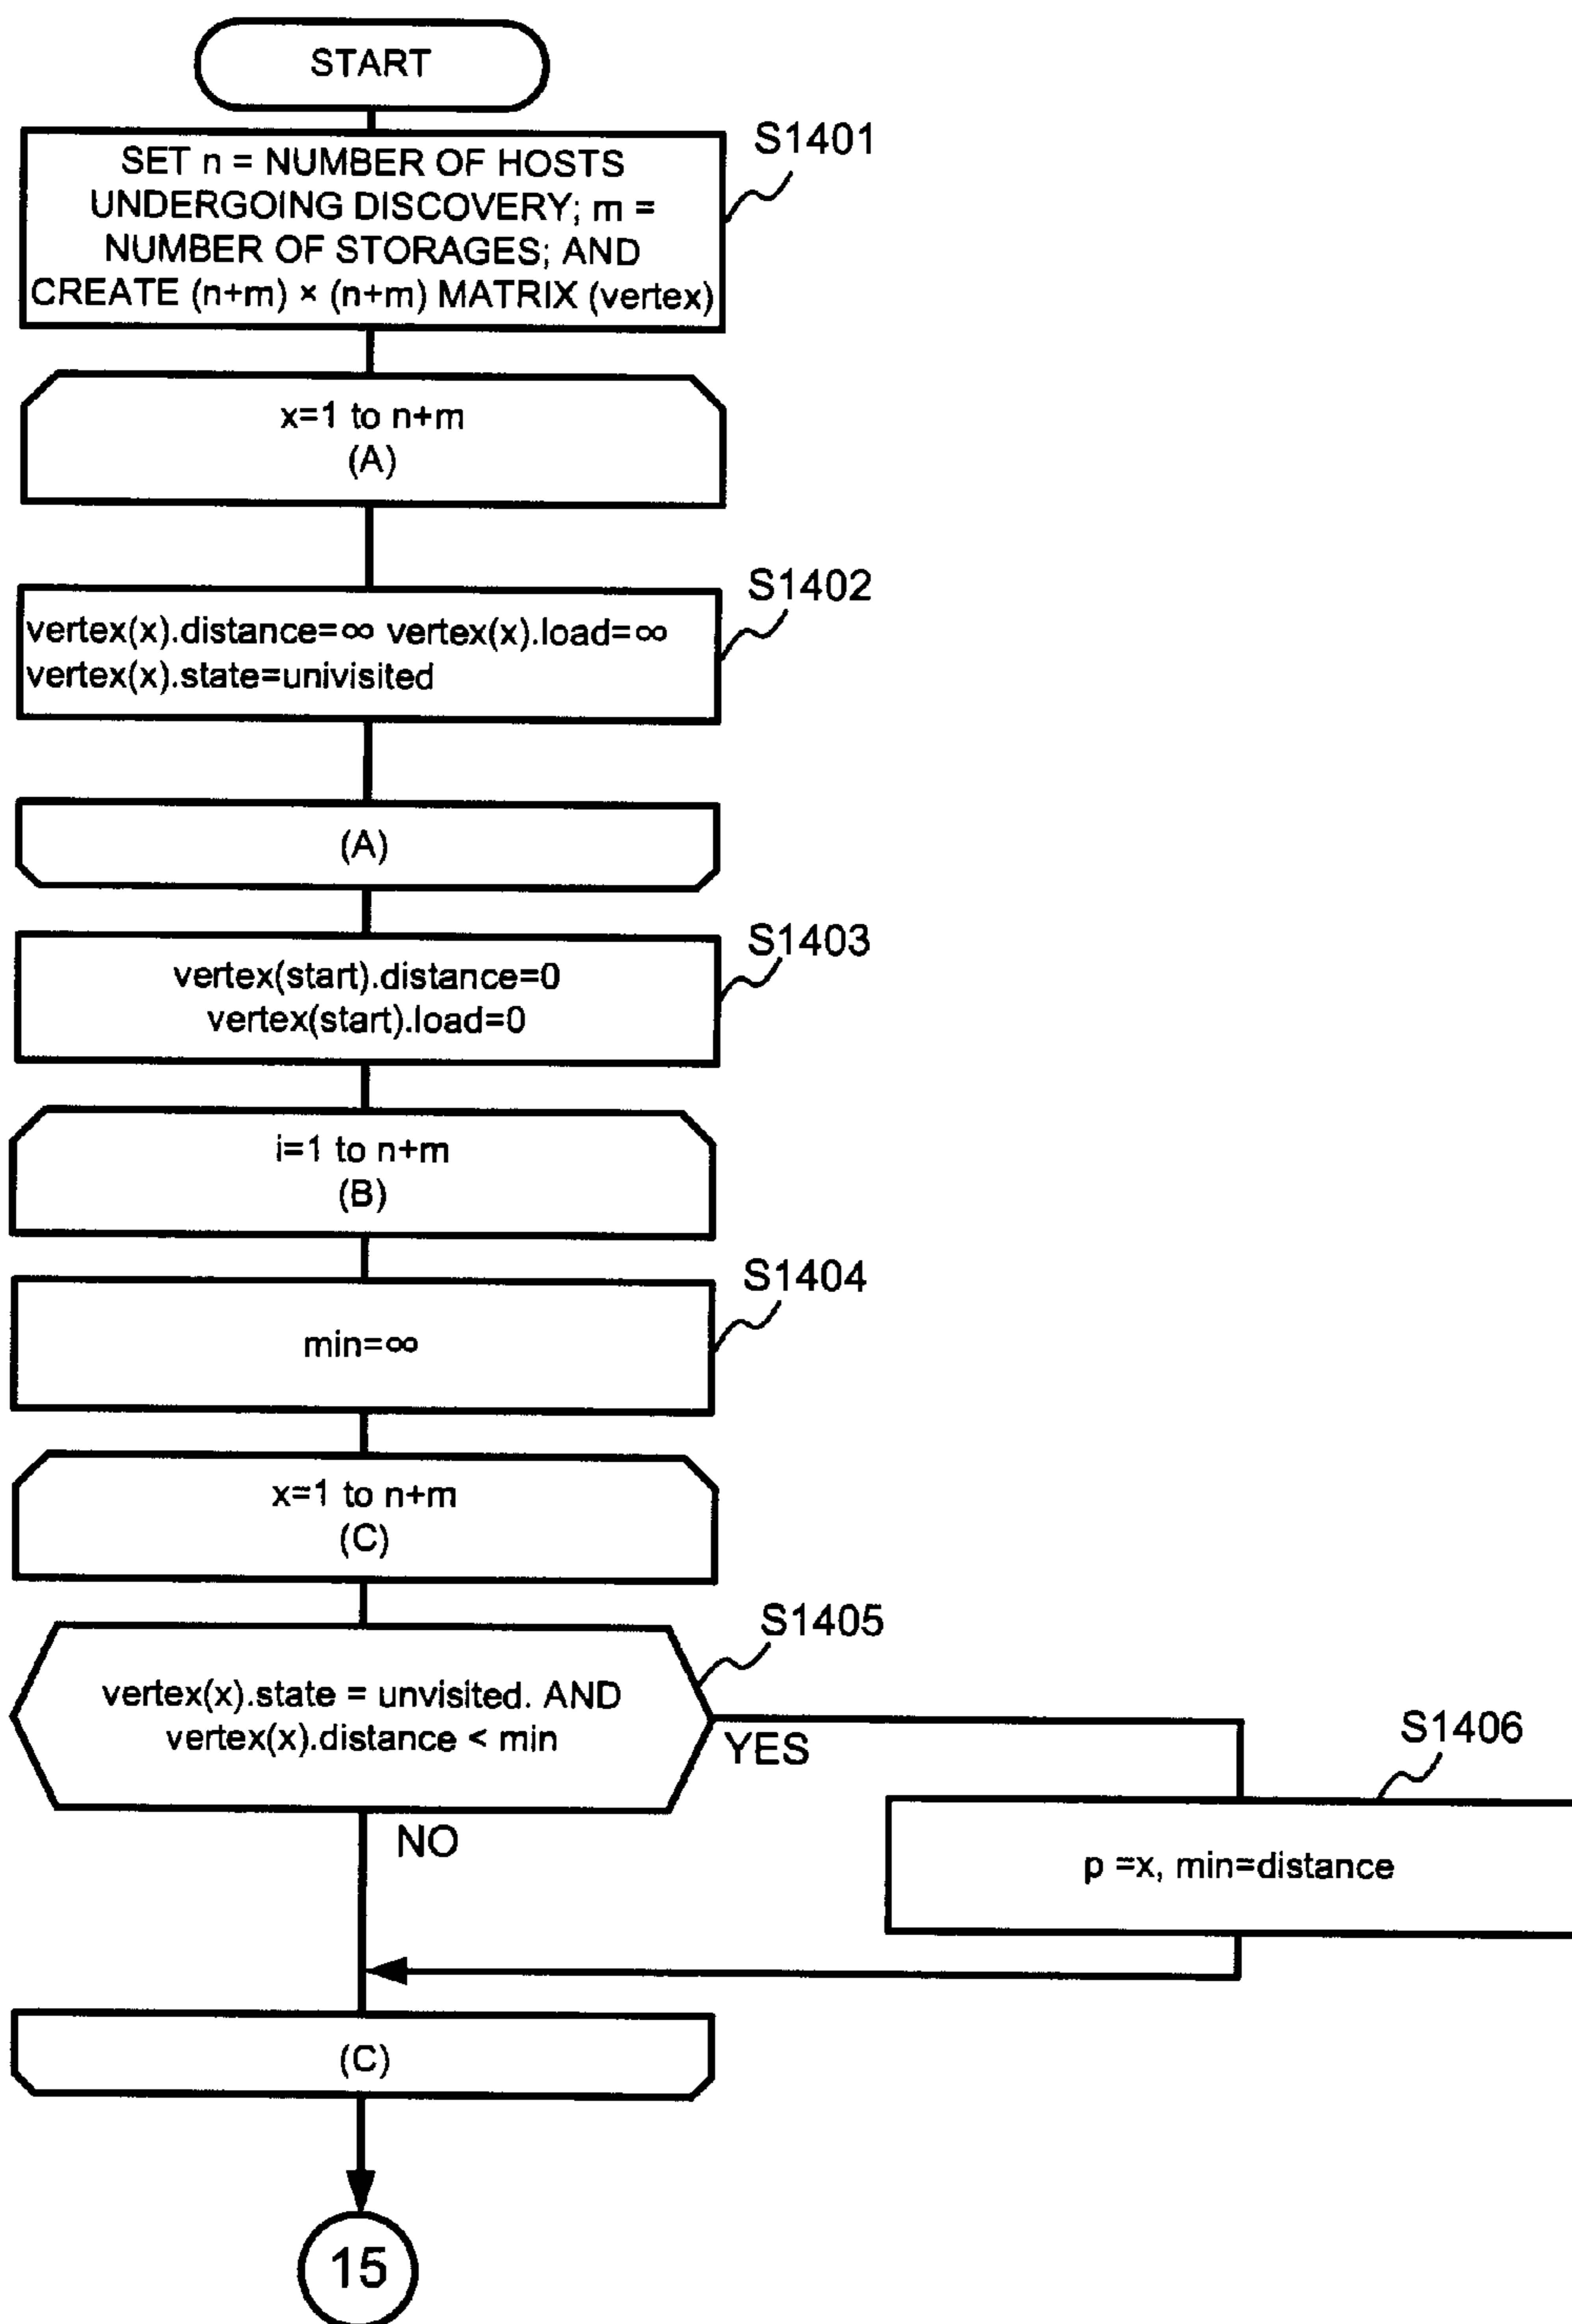 START
S1401
SET n = NUMBER OF HOSTS
UNDERGOING DISCOVERY; m =
NUMBER OF STORAGES; AND
CREATE (n+m) × (n+m) MATRIX (vertex)
x=1 to n+m
(A)
S1402
vertex(x).distance=∞ vertex(x).load=∞
vertex(x).state=univisited
(A)
S1403
vertex(start).distance=0
vertex(start).load=0
i=1 to n+m
(B)
S1404
min=∞
x=1 to n+m
(C)
S1405
vertex(x).state = unvisited. AND
vertex(x).distance < min
YES
S1406
NO
p =x, min=distance
(C)
15